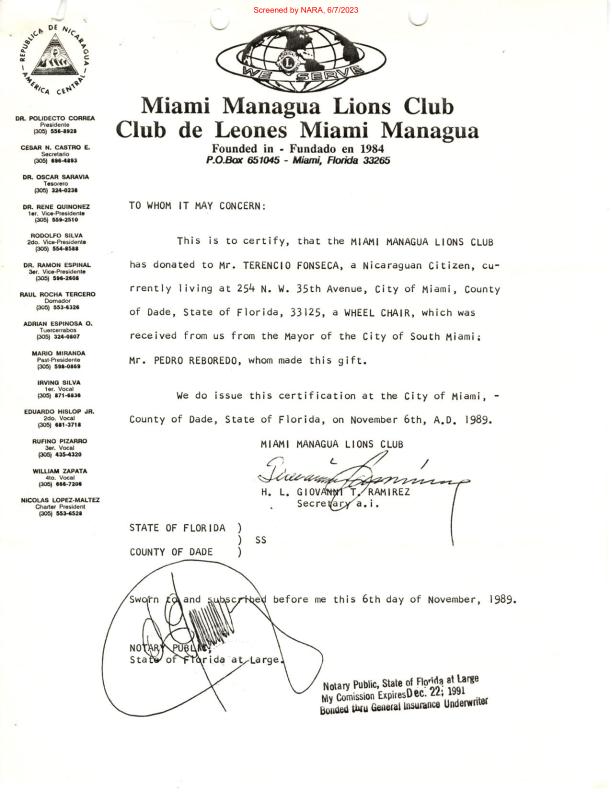 Screened by NARA, 6/7/2023
REPUBLICA DE NICARAGUA
AMERICA CENTRAL
L
WE SERVE
Miami Managua Lions Club
Club de Leones Miami Managua
Founded in - Fundado en 1984
P.O.Box 651045 - Miami, Florida 33265
DR. POLIDECTO CORREA
Presidente
(305) 556-8928
CESAR N. CASTRO E.
Secretario
(305) 696-4893
DR. OSCAR SARAVIA
Tesorero
(305) 324-0238
DR. RENE QUINONEZ
1er. Vice-Presidente
(305) 559-2510
RODOLFO SILVA
2do. Vice-Presidente
(305) 554-8588
DR. RAMON ESPINAL
3er. Vice-Presidente
(305) 596-2606
RAUL ROCHA TERCERO
Domador
(305) 553-6326
ADRIAN ESPINOSA O.
Tuercerrabos
(305) 324-0807
MARIO MIRANDA
Past-Presidente
(305) 598-0869
IRVING SILVA
1er. Vocal
(305) 871-6836
EDUARDO HISLOP JR.
2do. Vocal
(305) 681-3718
RUFINO PIZARRO
3er. Vocal
(305) 435-4320
WILLIAM ZAPATA
4to. Vocal
(305) 666-7206
NICOLAS LOPEZ-MALTEZ
Charter President
(305) 553-6528
TO WHOM IT MAY CONCERN:
This is to certify, that the MIAMI MANAGUA LIONS CLUB
has donated to Mr. TERENCIO FONSECA, a Nicaraguan Citizen, cu-
rrently living at 254 N. W. 35th Avenue, City of Miami, County
of Dade, State of Florida, 33125, a WHEEL CHAIR, which was
received from us from the Mayor of the City of South Miami;
Mr. PEDRO REBOREDO, whom made this gift.
We do issue this certification at the City of Miami, -
County of Dade, State of Florida, on November 6th, A.D. 1989.
MIAMI MANAGUA LIONS CLUB
H. L. GIOVANNI T. RAMIREZ
Secretary a.i.
STATE OF FLORIDA )
) SS
COUNTY OF DADE )
Sworn to and subscribed before me this 6th day of November, 1989.
NOTARY PUBLIC,
State of Florida at Large.
Notary Public, State of Florida at Large
My Comission Expires Dec. 22, 1991
Bonded thru General Insurance Underwriter